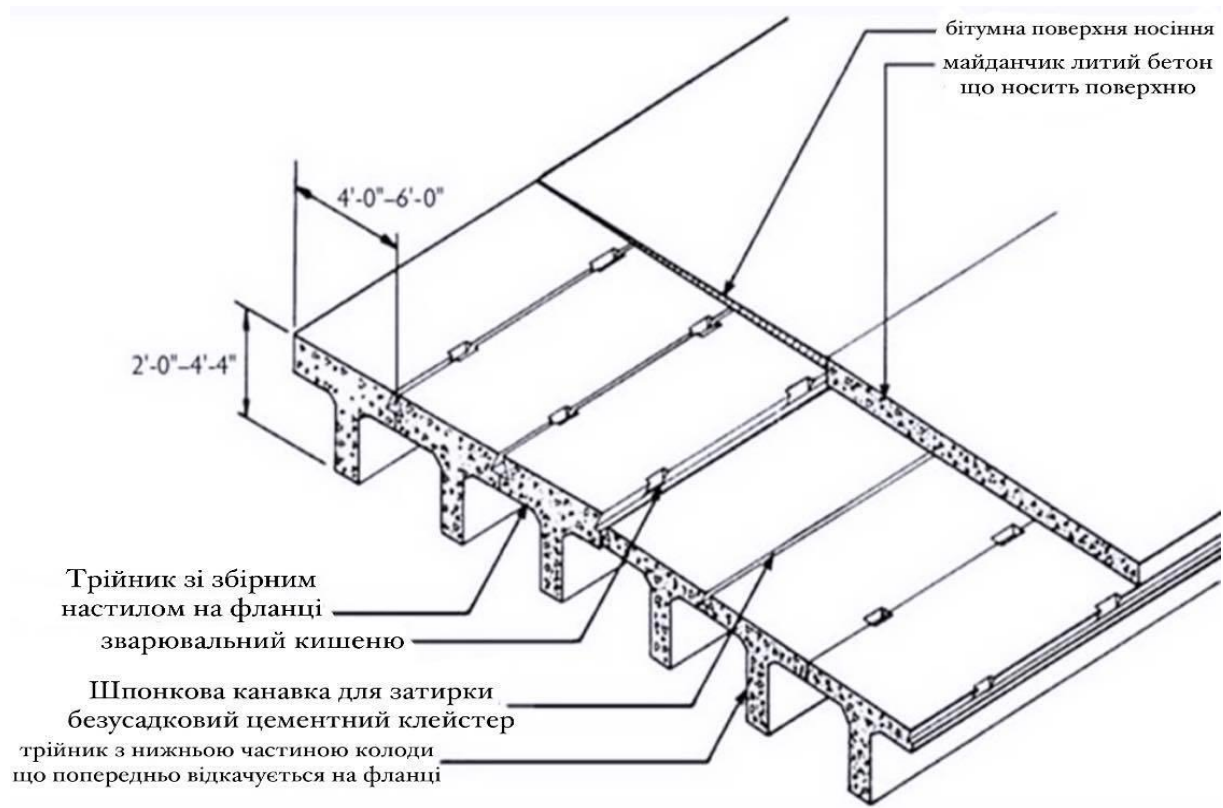 бітумна поверхня носіння
майданчик литий бетон
що носить поверхню
4'-0"–6'-0"
2'-0"–4'-4"
Трійник зі збірним
настилом на фланці
зварювальний кишеню
Шпонкова канавка для затирки
безусадковий цементний клейстер
трійник з нижньою частиною колоди
що попередньо відкачується на фланці